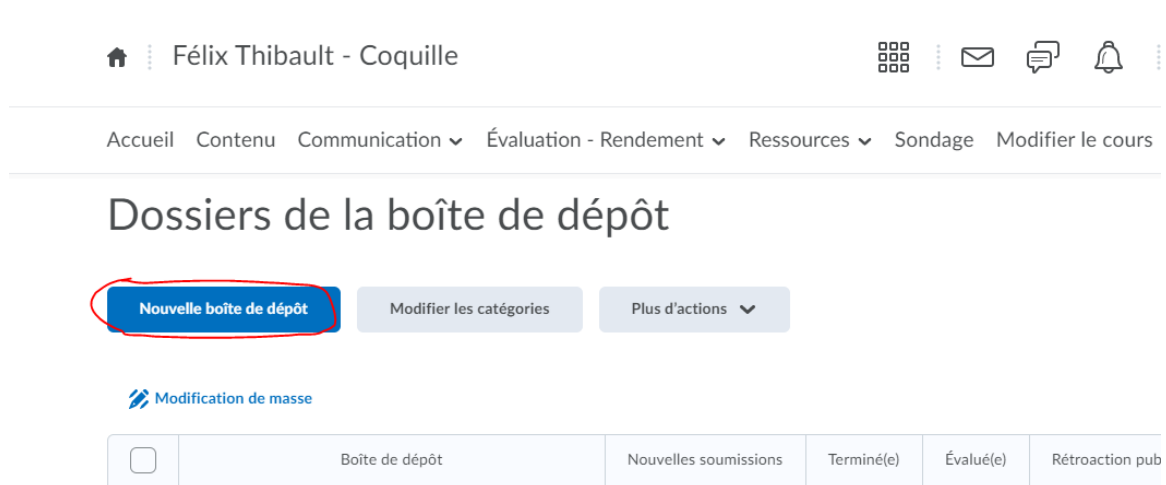 Félix Thibault - Coquille
Accueil Contenu Communication Évaluation - Rendement Ressources Sondage Modifier le cours
Dossiers de la boîte de dépôt
Nouvelle boîte de dépôt Modifier les catégories Plus d'actions
Modification de masse
Boîte de dépôt Nouvelles soumissions Terminé(e) Évalué(e) Rétroaction pub